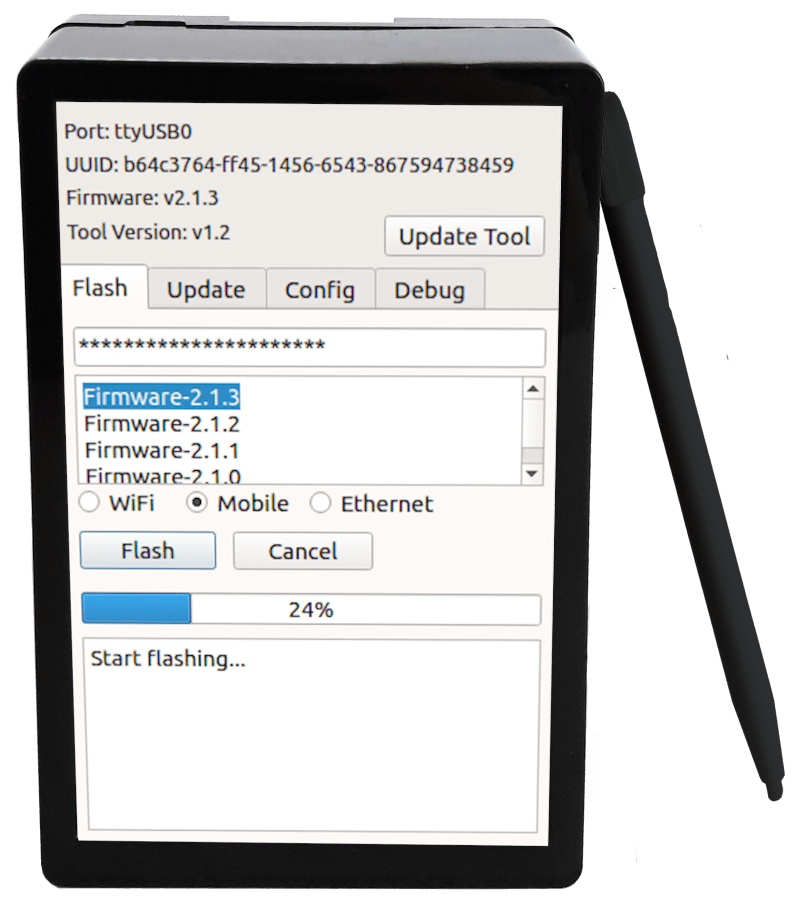 Port: ttyUSB0
UUID: b64c3764-ff45-1456-6543-867594738459
Firmware: v2.1.3
Tool Version: v1.2
Update Tool
Flash
Update
Config
Debug
**********************
Firmware-2.1.3
Firmware-2.1.2
Firmware-2.1.1
Firmware-2.1.0
WiFi
Mobile
Ethernet
Flash
Cancel
24%
Start flashing...